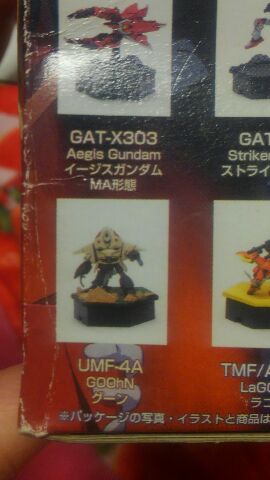 GAT-X303
Aegis Gundam
イージスガンダム
MA形態
GAT
Strike
ストライ
UMF-4A
GOOhN
グーン
TMF/A
LaGO
ラゴ
※パッケージの写真・イラストと商品は